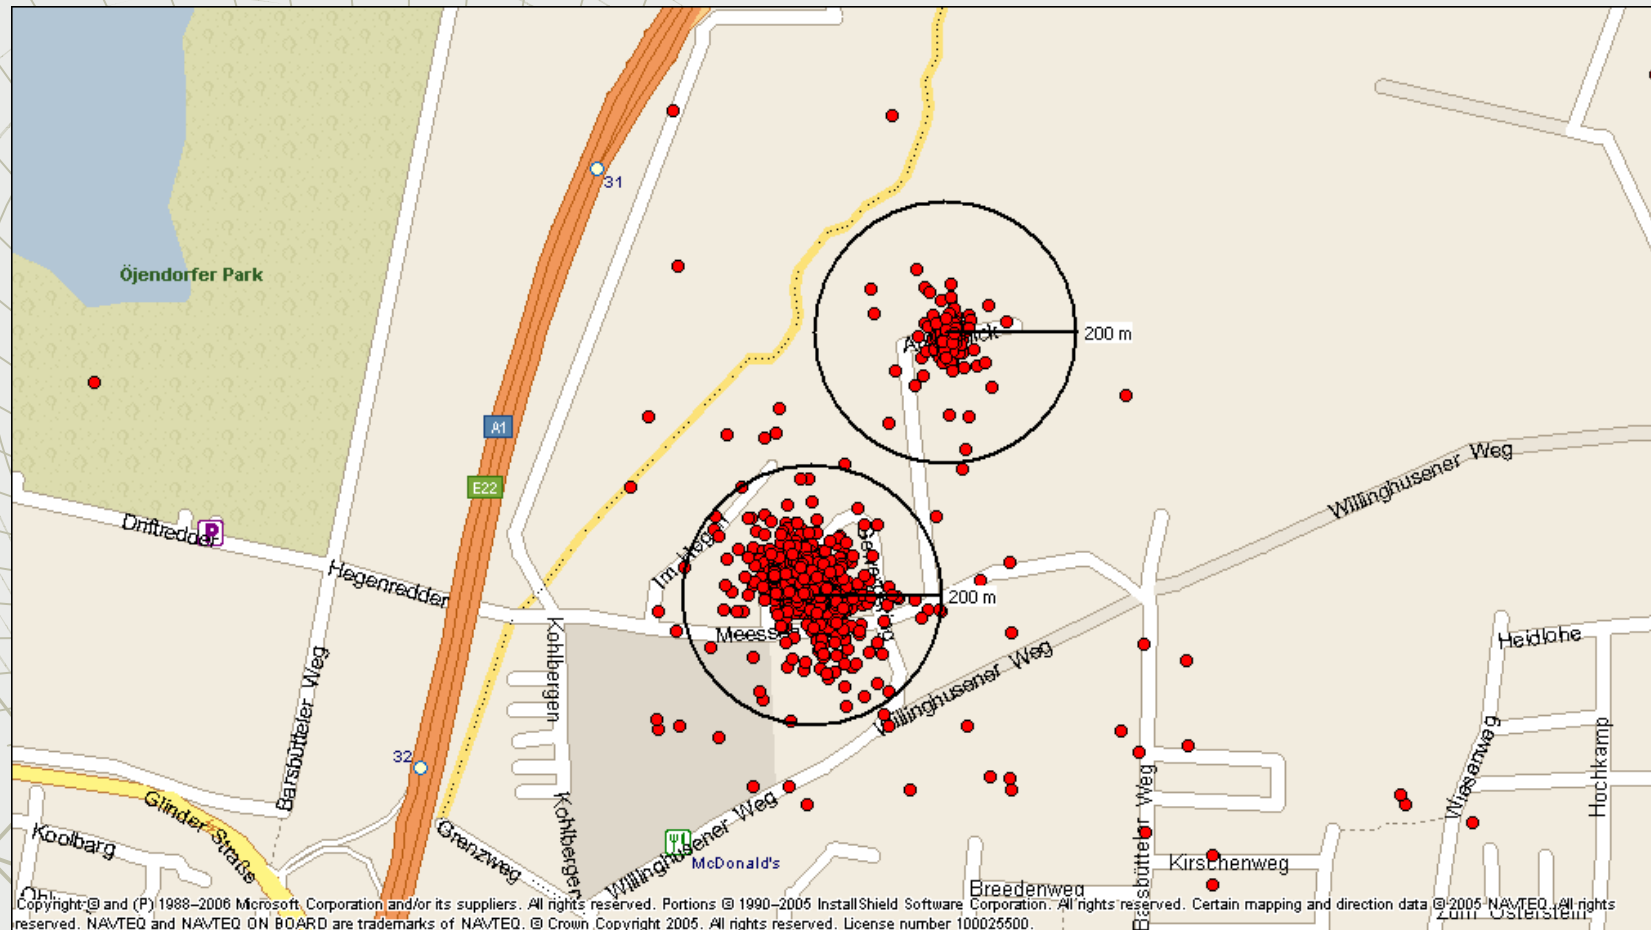 31
Öjendorfer Park
200 m
A1
E22
Willinghusener Weg
P
Driftredder
Hegenredder
Im Hegen
200 m
Meess
Kohlbergen
Willinghusener Weg
Heidlohe
Barsbütteler Weg
32
Glinder Straße
Koolbarg
Kohlbergen
Grenzweg
Willinghusener Weg
McDonald's
Barsbütteler Weg
Wiesenweg
Hochkamp
Kirschenweg
Breedenweg
Zum Osterstein
Copyright © and (P) 1988–2006 Microsoft Corporation and/or its suppliers. All rights reserved. Portions © 1990–2005 InstallShield Software Corporation. All rights reserved. Certain mapping and direction data © 2005 NAVTEQ. All rights
reserved. NAVTEQ and NAVTEQ ON BOARD are trademarks of NAVTEQ. © Crown Copyright 2005. All rights reserved. License number 100025500.